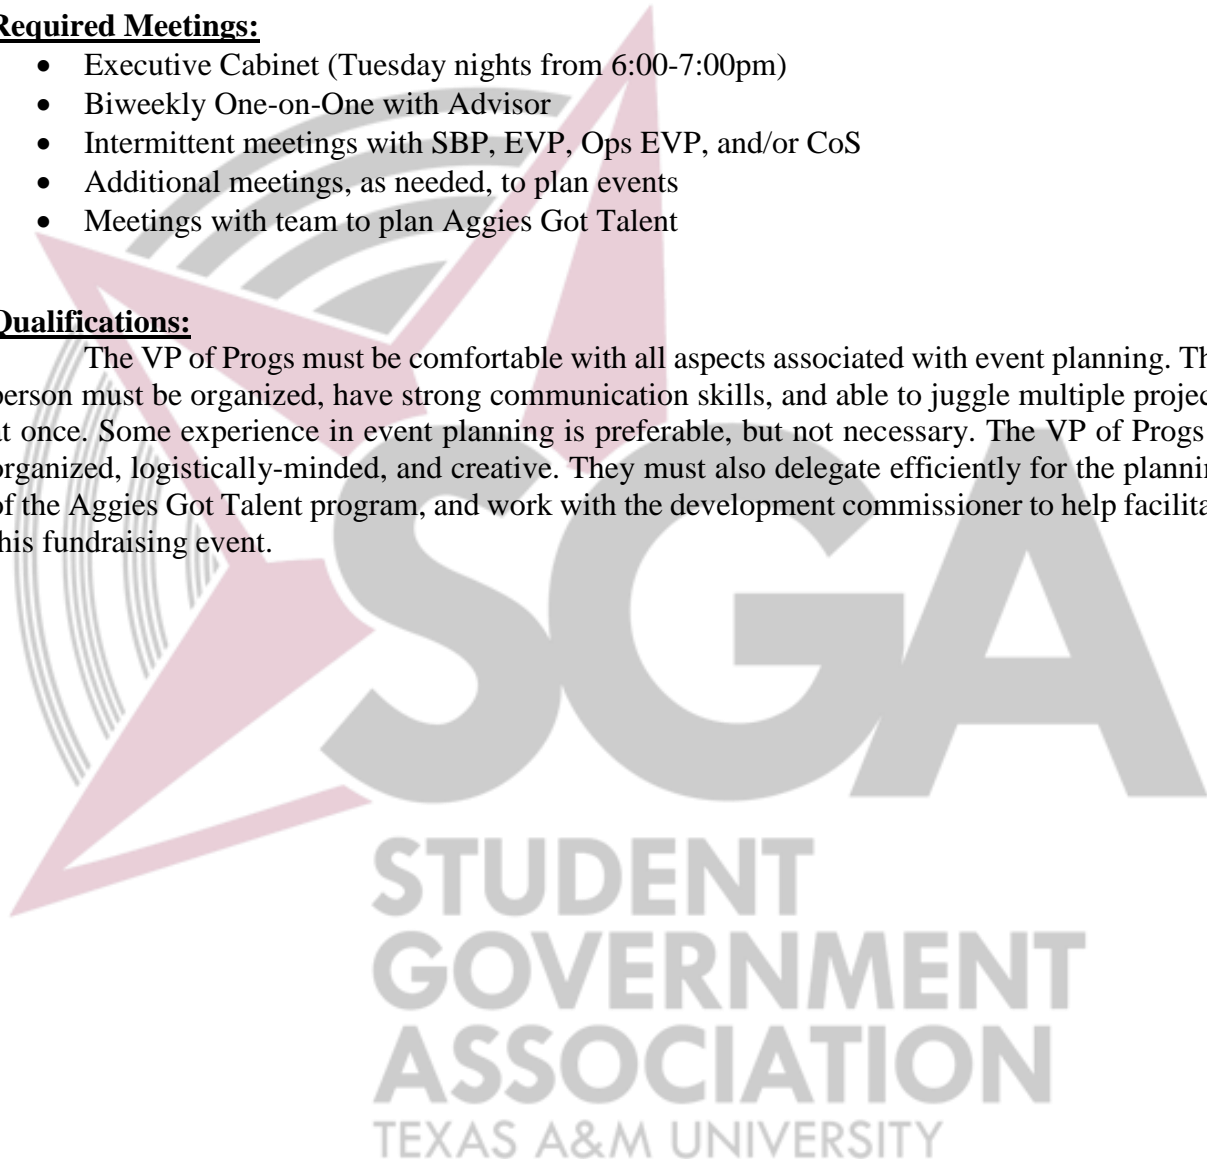 Required Meetings:
• Executive Cabinet (Tuesday nights from 6:00-7:00pm)
• Biweekly One-on-One with Advisor
• Intermittent meetings with SBP, EVP, Ops EVP, and/or CoS
• Additional meetings, as needed, to plan events
• Meetings with team to plan Aggies Got Talent
Qualifications:
The VP of Progs must be comfortable with all aspects associated with event planning. Th
person must be organized, have strong communication skills, and able to juggle multiple projec
at once. Some experience in event planning is preferable, but not necessary. The VP of Progs
organized, logistically-minded, and creative. They must also delegate efficiently for the plannin
of the Aggies Got Talent program, and work with the development commissioner to help facilita
this fundraising event.
SGA
STUDENT
GOVERNMENT
ASSOCIATION
TEXAS A&M UNIVERSITY